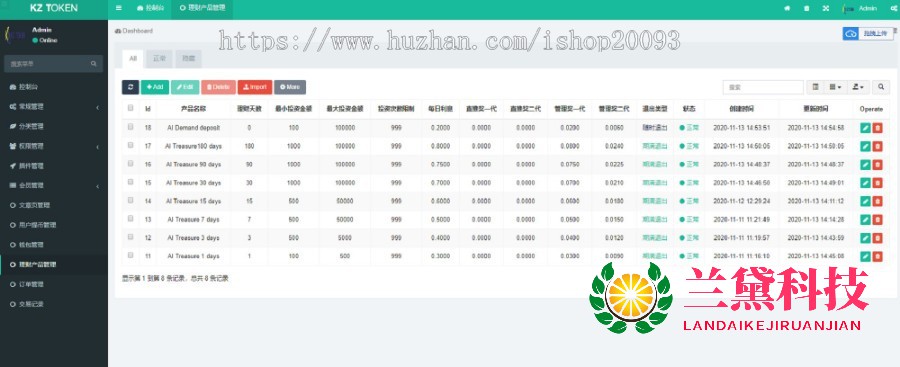 KZ TOKEN
控制台
理财产品管理
Admin
Admin
Online
Dashboard
https://www.huzhan.com/ishop20093
搜索菜单
All
正常
隐藏
控制台
常规管理
分类管理
权限管理
插件管理
会员管理
文章页管理
用户提币管理
钱包管理
理财产品管理
订单管理
交易记录
Add
Edit
Delete
Import
More
搜索
Id 产品名称 理财天数 最小投资金额 最大投资金额 投资次数限制 每日利息 直推奖一代 直推奖二代 管理奖一代 管理奖二代 退出类型 状态 创建时间 更新时间 Operate
18 AI Demand deposit 0 100 100000 999 0.2000 0.0000 0.0000 0.0200 0.0060 随时退出 正常 2020-11-13 14:53:51 2020-11-13 14:54:58
17 AI Treasure180 days 180 1000 100000 999 0.8000 0.0000 0.0000 0.0800 0.0240 期满退出 正常 2020-11-13 14:50:05 2020-11-13 14:50:05
16 AI Treasure 90 days 90 1000 100000 999 0.7500 0.0000 0.0000 0.0750 0.0225 期满退出 正常 2020-11-13 14:48:37 2020-11-13 14:48:37
15 AI Treasure 30 days 30 1000 100000 999 0.7000 0.0000 0.0000 0.0700 0.0210 期满退出 正常 2020-11-13 14:46:56 2020-11-13 14:49:01
14 AI Treasure 15 days 15 500 50000 999 0.6000 0.0000 0.0000 0.0600 0.0180 期满退出 正常 2020-11-12 12:29:24 2020-11-13 14:11:12
13 AI Treasure 7 days 7 500 50000 999 0.5000 0.0000 0.0000 0.0500 0.0150 期满退出 正常 2020-11-11 11:21:49 2020-11-13 14:14:28
12 AI Treasure 3 days 3 500 5000 999 0.4000 0.0000 0.0000 0.0400 0.0120 期满退出 正常 2020-11-11 11:19:57 2020-11-13 14:43:59
11 AI Treasure 1 days 1 100 500 999 0.3000 0.0000 0.0000 0.0300 0.0090 期满退出 正常 2020-11-11 11:18:18 2020-11-13 14:45:08
显示第 1 到第 8 条记录，总共 8 条记录
兰黛科技
LANDAIKEJIRUANJIAN